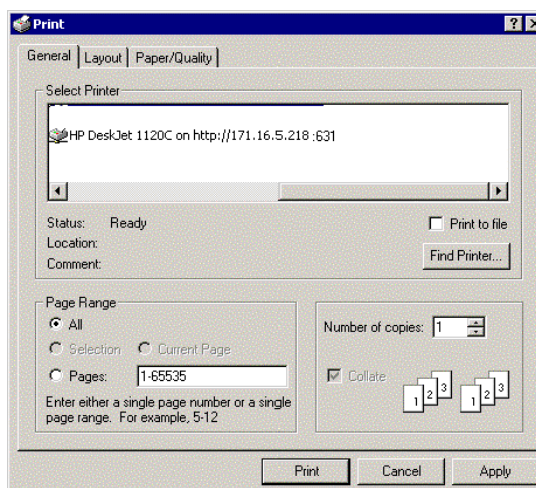 Print
General Layout Paper/Quality
Select Printer
HP DeskJet 1120C on http://171.16.5.218 :631
Status: Ready
Location:
Comment:
Print to file
Find Printer...
Page Range
All
Selection Current Page
Pages: 1-65535
Enter either a single page number or a single
page range. For example, 5-12
Number of copies: 1
Collate
1 2 3 1 2 3
Print Cancel Apply